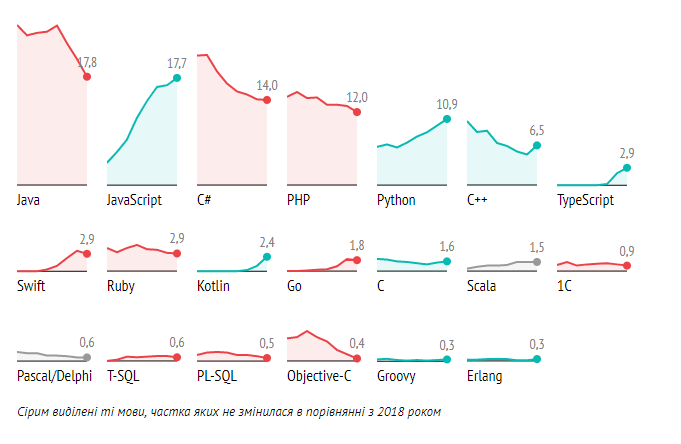 17,8
17,7
14,0
12,0
10,9
6,5
2,9
Java JavaScript C# PHP Python C++ TypeScript
2,9 2,9 2,4 1,8 1,6 1,5 0,9
Swift Ruby Kotlin Go C Scala 1C
0,6 0,6 0,5 0,4 0,3 0,3
Pascal/Delphi T-SQL PL-SQL Objective-C Groovy Erlang
Сірим виділені ті мови, частка яких не змінилася в порівнянні з 2018 роком